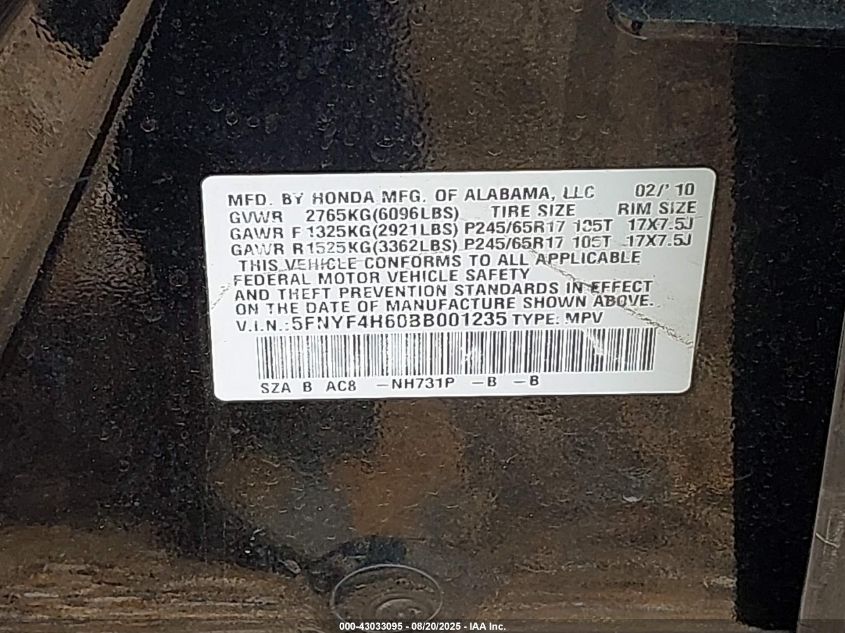 MFD. BY HONDA MFG. OF ALABAMA, LLC 02/'10
GVWR 2765KG(6096LBS) TIRE SIZE RIM SIZE
GAWR F 1325KG(2921LBS) P245/65R17 105T 17X7.5J
GAWR R 1525KG(3362LBS) P245/65R17 105T 17X7.5J
THIS VEHICLE CONFORMS TO ALL APPLICABLE
FEDERAL MOTOR VEHICLE SAFETY
AND THEFT PREVENTION STANDARDS IN EFFECT
ON THE DATE OF MANUFACTURE SHOWN ABOVE.
V.I.N.:5FNYF4H60BB001235 TYPE: MPV
SZA B AC8 -NH731P -B -B
000-43033095 - 08/20/2025 - IAA Inc.